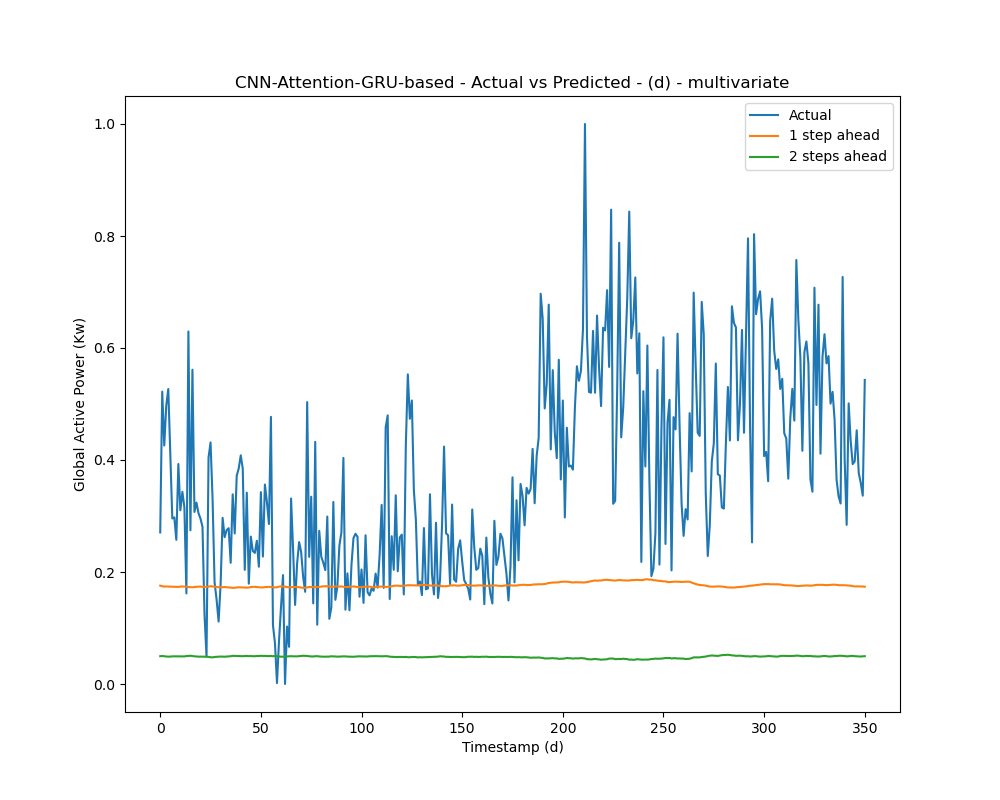 CNN-Attention-GRU-based - Actual vs Predicted - (d) - multivariate
Actual
1 step ahead
2 steps ahead
Global Active Power (Kw)
1.0
0.8
0.6
0.4
0.2
0.0
0 50 100 150 200 250 300 350
Timestamp (d)